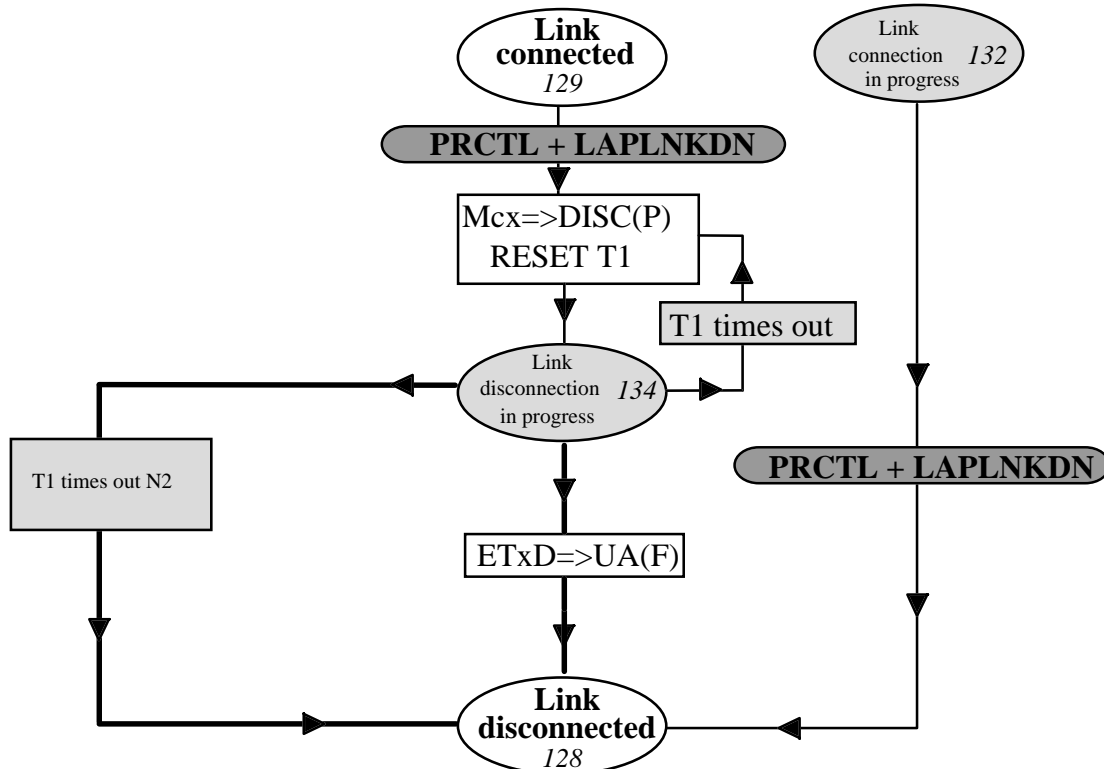 Link
connected
129
Link
connection
in progress
132
PRCTL + LAPLNKDN
Mcx=>DISC(P)
RESET T1
T1 times out
Link
disconnection
in progress
134
T1 times out N2
PRCTL + LAPLNKDN
ETxD=>UA(F)
Link
disconnected
128